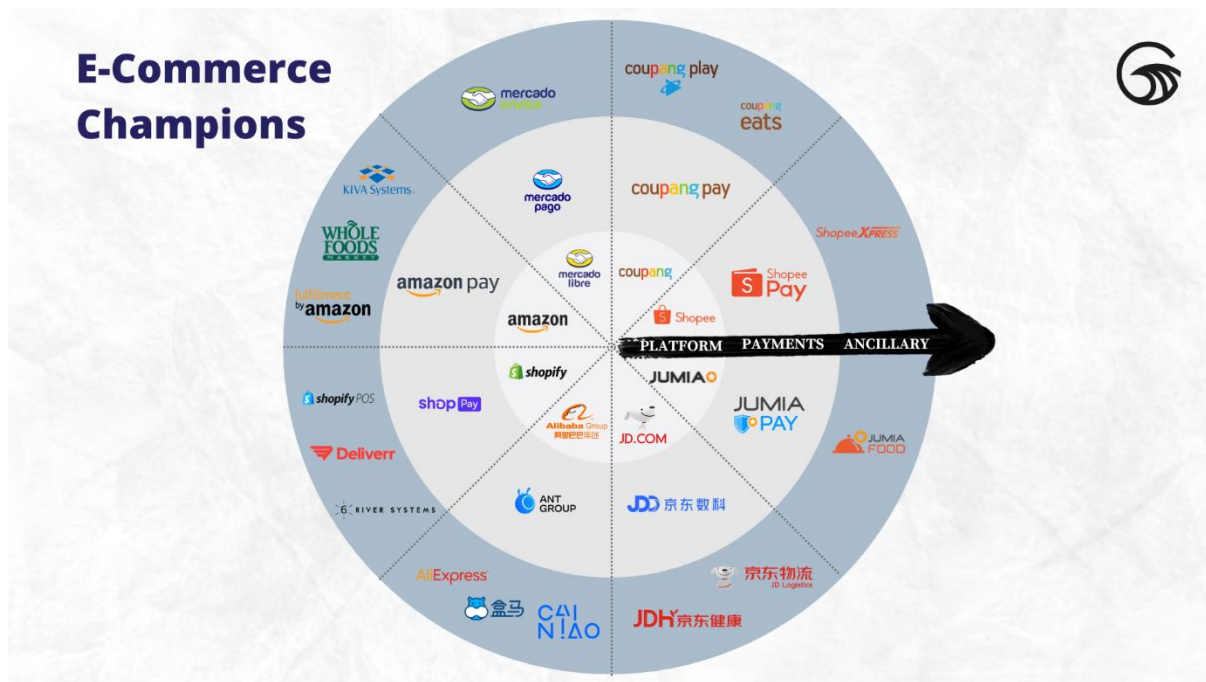 E-Commerce
Champions
coupang play
coupang
eats
mercado
envios
KIVA Systems
mercado
pago
coupang pay
WHOLE
FOODS
MARKET
ShopeeXPRESS
amazon pay
mercado
libre
coupang
S Shopee
Pay
fulfillment
by amazon
amazon
S Shopee
PLATFORM PAYMENTS ANCILLARY
S shopify
JUMIA
S shopify POS
shop Pay
JUMIA
PAY
Alibaba Group
阿里巴巴集团
JD.COM
JUMIA
FOOD
Deliverr
ANT
GROUP
JDD 京东数科
6 RIVER SYSTEMS
AliExpress
京东物流
JD Logistics
盒马
CAI
NIAO
JDH 京东健康